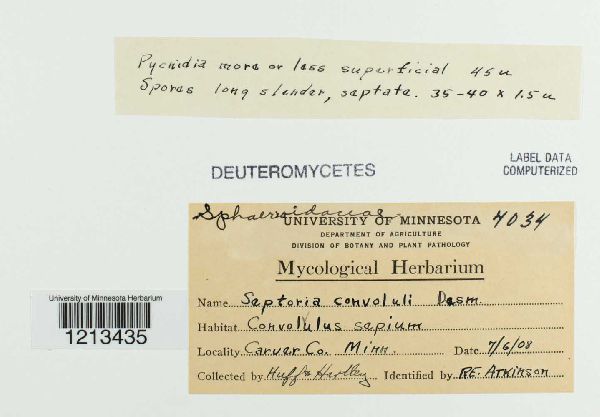 Pycnidia more or less superficial 45u
Spores long slender, septate. 35-40 x 1.5u
DEUTEROMYCETES
LABEL DATA
COMPUTERIZED
Sphaerioidaceae
UNIVERSITY OF MINNESOTA 4034
DEPARTMENT OF AGRICULTURE
DIVISION OF BOTANY AND PLANT PATHOLOGY
Mycological Herbarium
Name Septoria convoluli Desm.
Habitat Convolulus sepium
Locality Carver Co. Minn. Date 7/6/08
Collected by Huff & Identified by R.E. Atkinson
University of Minnesota Herbarium
1213435